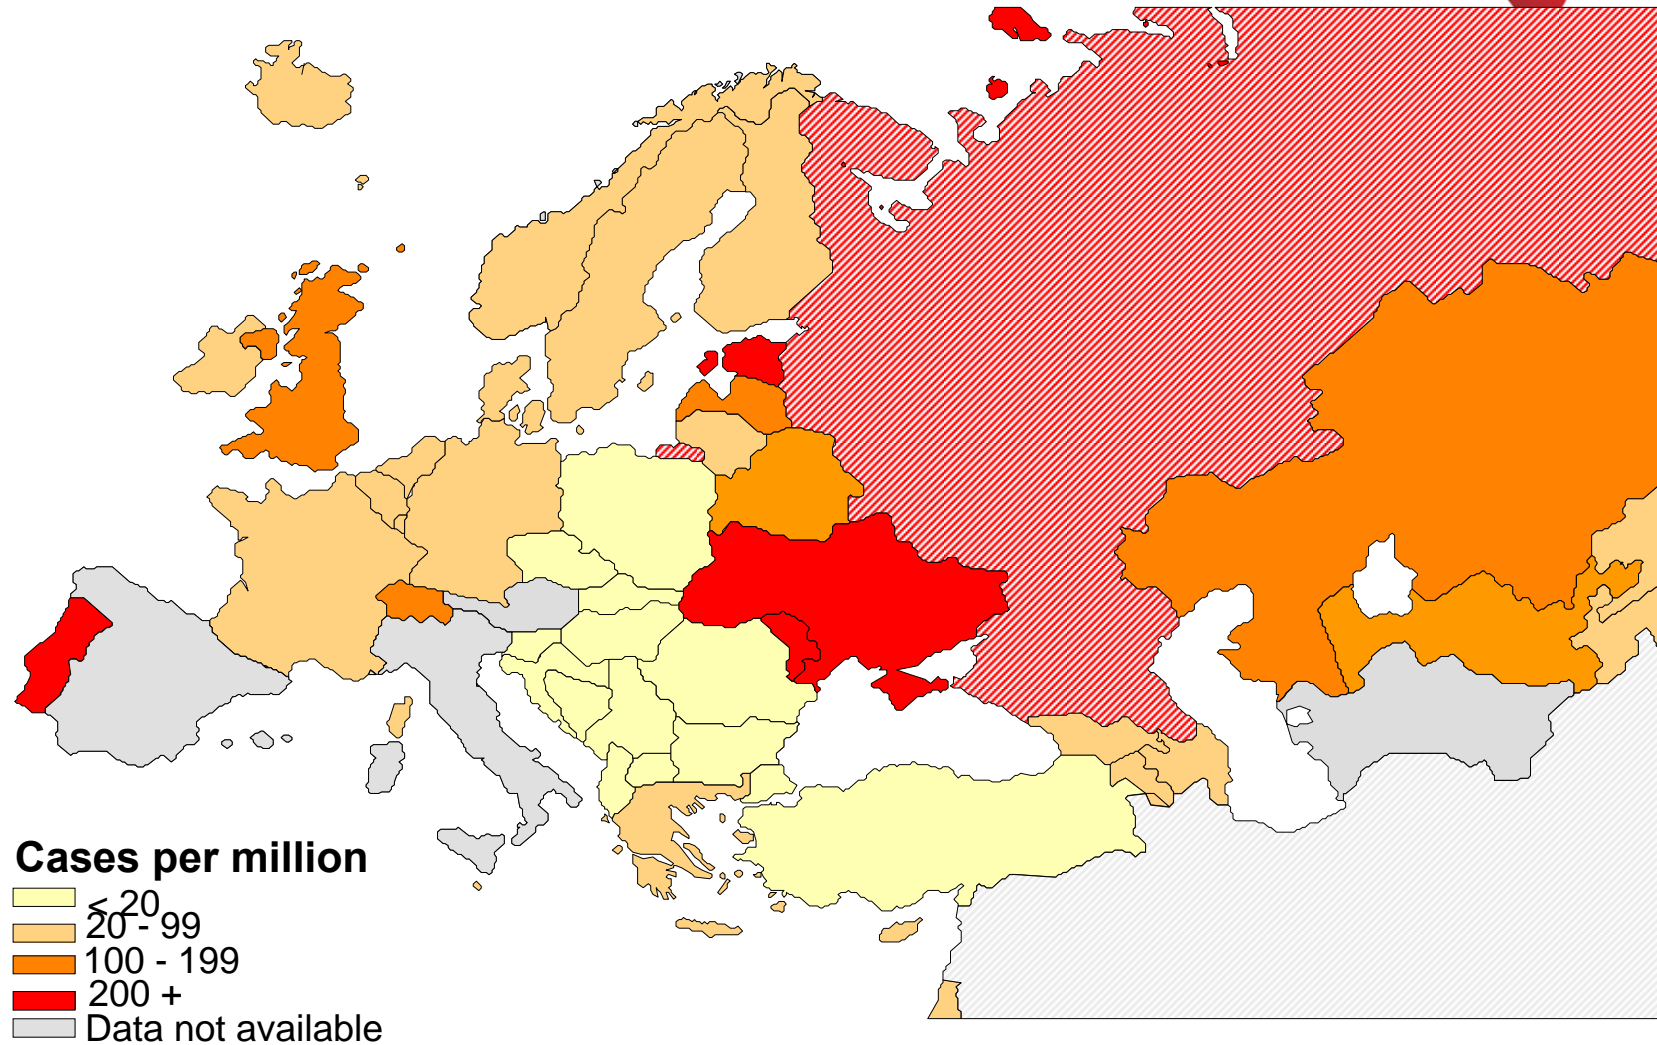 Cases per million
< 20
20 - 99
100 - 199
200 +
Data not available